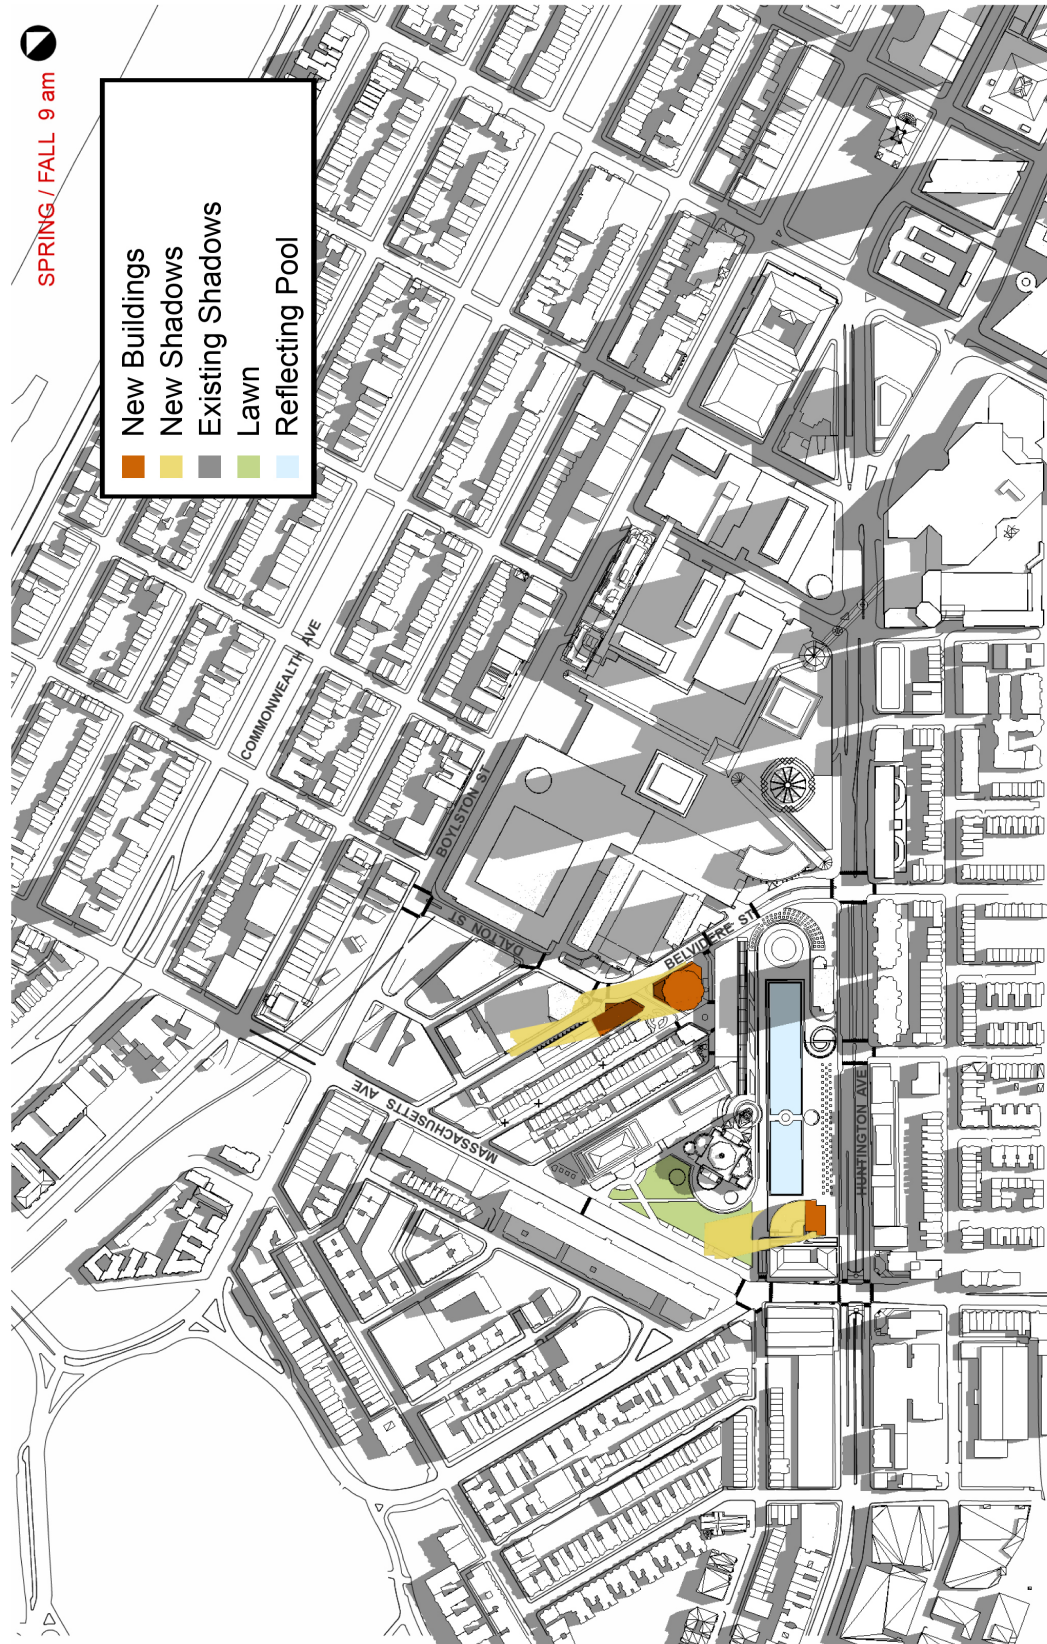 SPRING / FALL 9 am
New Buildings
New Shadows
Existing Shadows
Lawn
Reflecting Pool
COMMONWEALTH AVE
BOYLSTON ST
DALTON ST
BELVIDERE ST
MASSACHUSETTS AVE
HUNTINGTON AVE